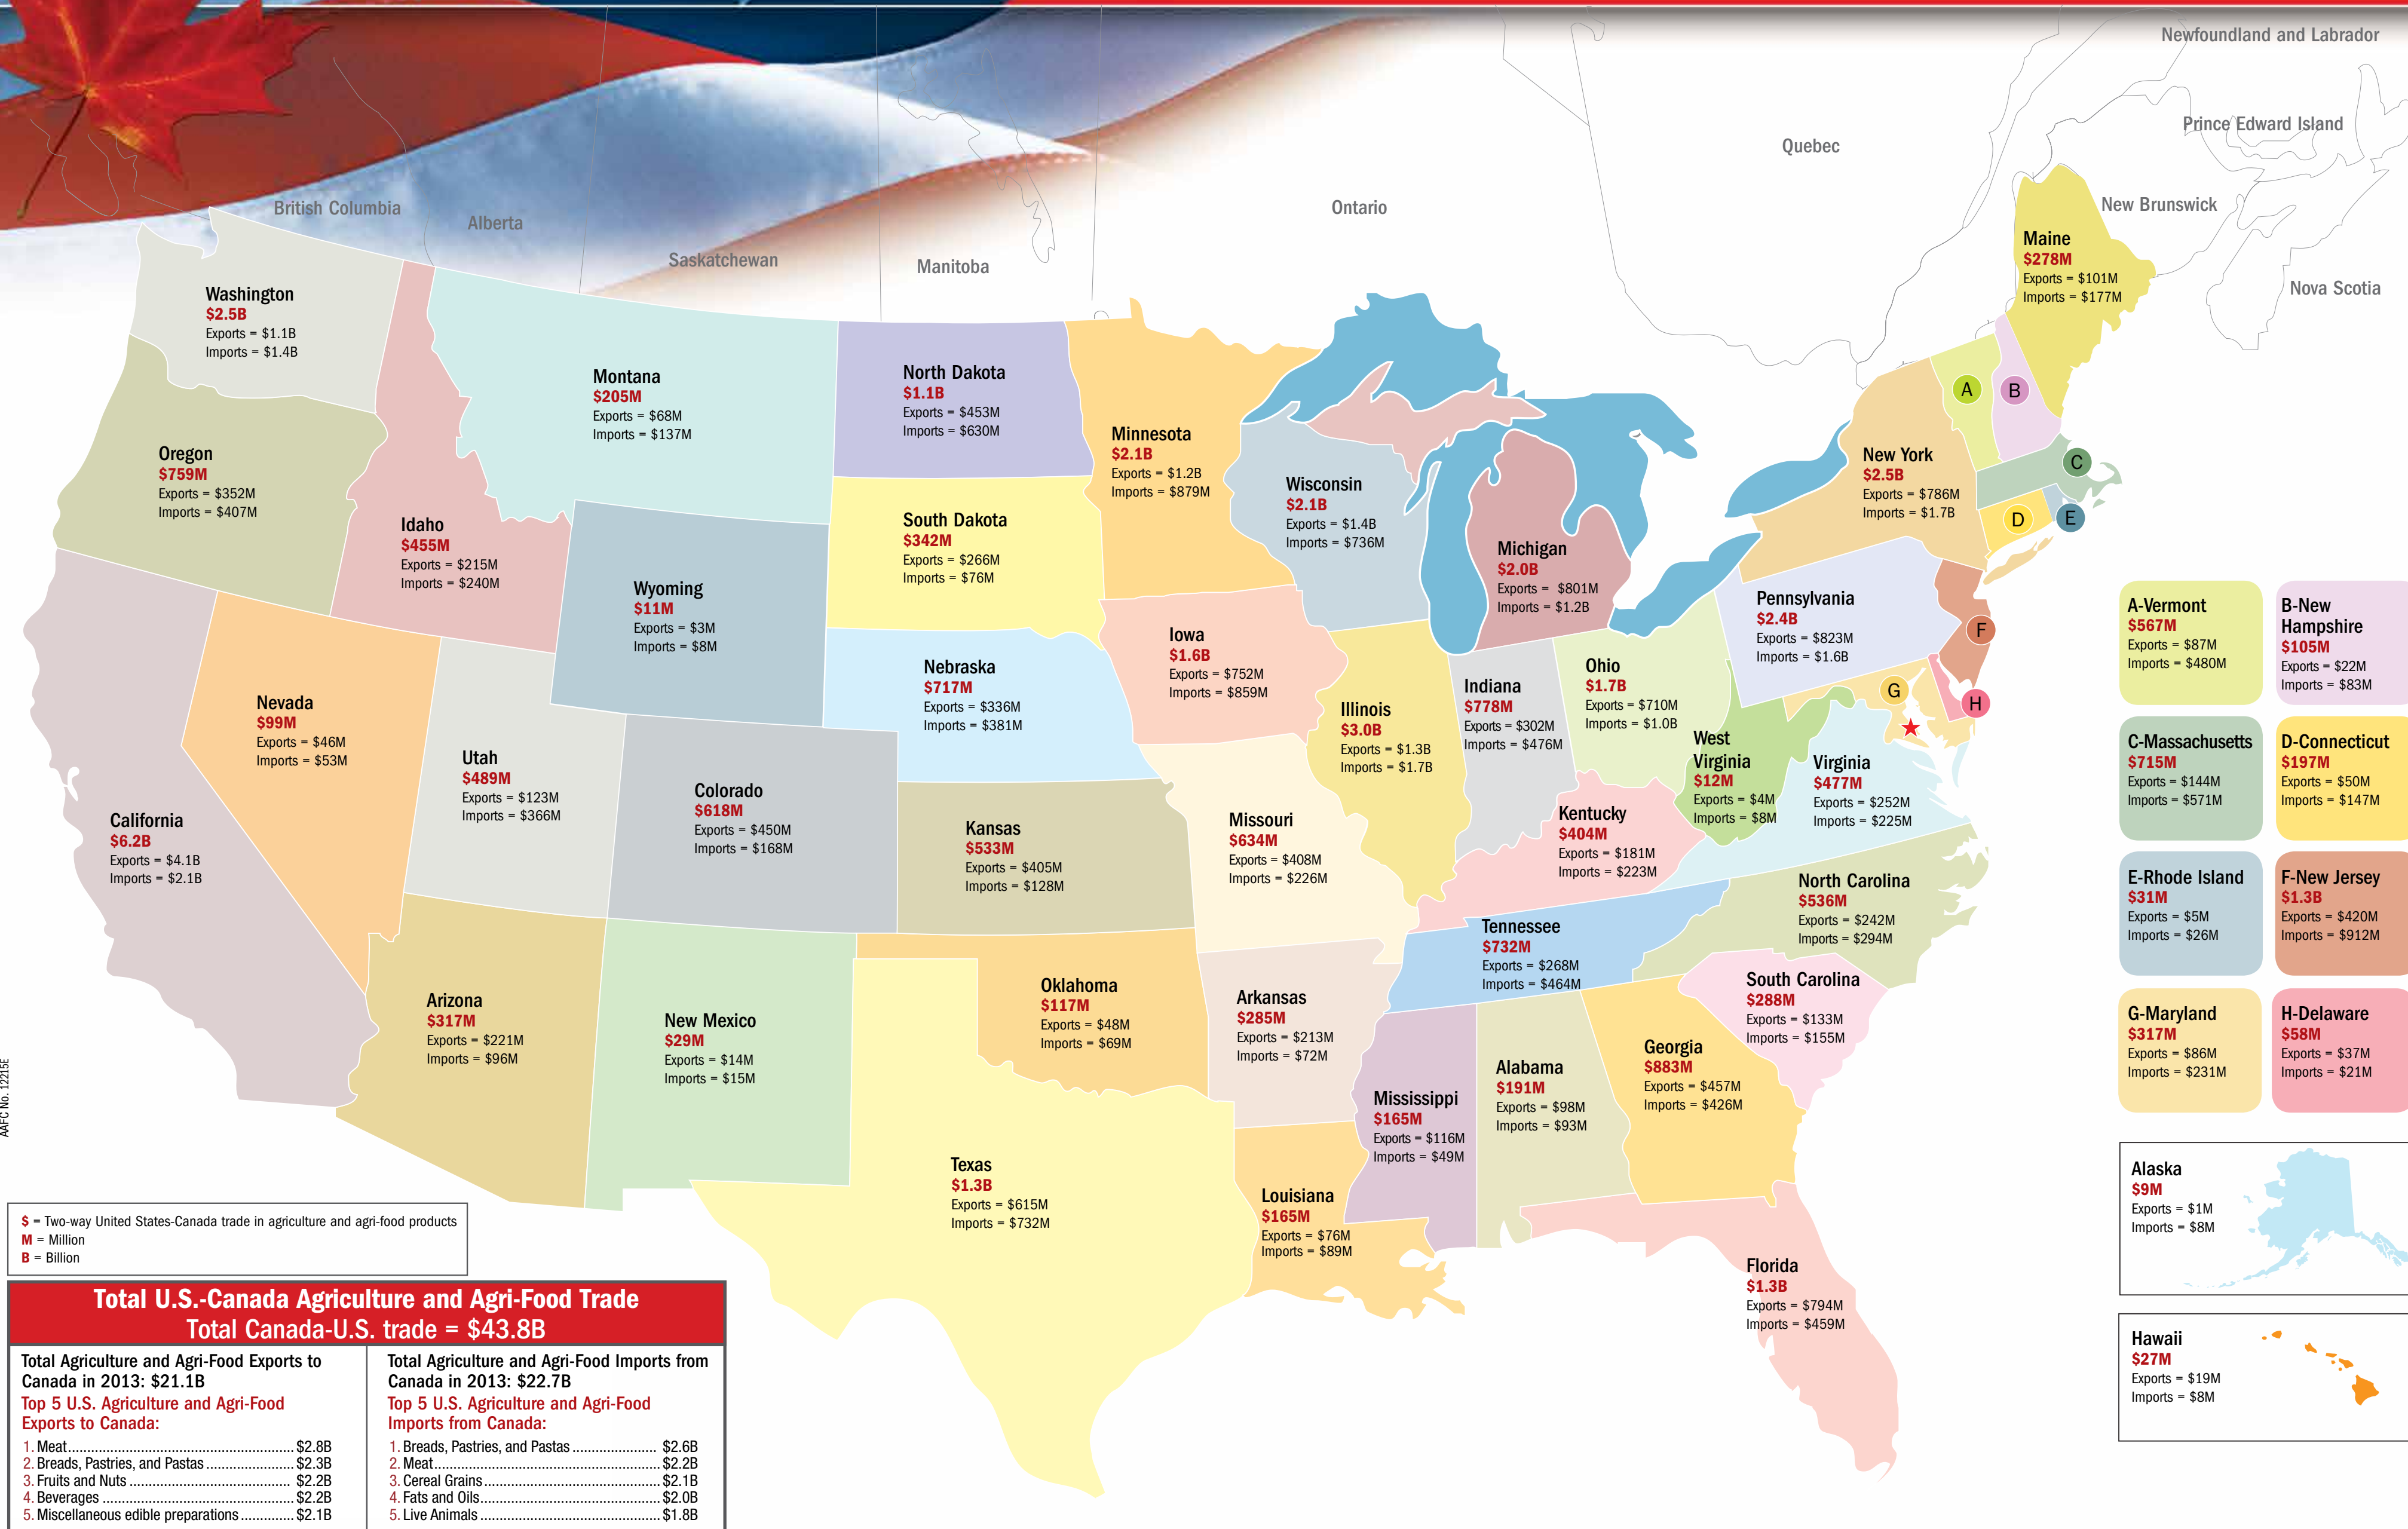 Newfoundland and Labrador
Prince Edward Island
Quebec
New Brunswick
British Columbia
Alberta
Ontario
Saskatchewan
Manitoba
Nova Scotia
Maine
$278M
Exports = $101M
Imports = $177M
Washington
$2.5B
Exports = $1.1B
Imports = $1.4B
Montana
$205M
Exports = $68M
Imports = $137M
North Dakota
$1.1B
Exports = $453M
Imports = $630M
Minnesota
$2.1B
Exports = $1.2B
Imports = $879M
Oregon
$759M
Exports = $352M
Imports = $407M
Idaho
$455M
Exports = $215M
Imports = $240M
South Dakota
$342M
Exports = $266M
Imports = $76M
Wisconsin
$2.1B
Exports = $1.4B
Imports = $736M
Michigan
$2.0B
Exports = $801M
Imports = $1.2B
New York
$2.5B
Exports = $786M
Imports = $1.7B
A
B
C
D
E
Wyoming
$11M
Exports = $3M
Imports = $8M
Iowa
$1.6B
Exports = $752M
Imports = $859M
Pennsylvania
$2.4B
Exports = $823M
Imports = $1.6B
F
G
H
Nebraska
$717M
Exports = $336M
Imports = $381M
Nevada
$99M
Exports = $46M
Imports = $53M
Utah
$489M
Exports = $123M
Imports = $366M
Colorado
$618M
Exports = $450M
Imports = $168M
Illinois
$3.0B
Exports = $1.3B
Imports = $1.7B
Indiana
$778M
Exports = $302M
Imports = $476M
Ohio
$1.7B
Exports = $710M
Imports = $1.0B
West
Virginia
$12M
Exports = $4M
Imports = $8M
Virginia
$477M
Exports = $252M
Imports = $225M
California
$6.2B
Exports = $4.1B
Imports = $2.1B
Kansas
$533M
Exports = $405M
Imports = $128M
Missouri
$634M
Exports = $408M
Imports = $226M
Kentucky
$404M
Exports = $181M
Imports = $223M
North Carolina
$536M
Exports = $242M
Imports = $294M
Tennessee
$732M
Exports = $268M
Imports = $464M
South Carolina
$288M
Exports = $133M
Imports = $155M
Arizona
$317M
Exports = $221M
Imports = $96M
New Mexico
$29M
Exports = $14M
Imports = $15M
Oklahoma
$117M
Exports = $48M
Imports = $69M
Arkansas
$285M
Exports = $213M
Imports = $72M
Mississippi
$165M
Exports = $116M
Imports = $49M
Alabama
$191M
Exports = $98M
Imports = $93M
Georgia
$883M
Exports = $457M
Imports = $426M
Texas
$1.3B
Exports = $615M
Imports = $732M
Louisiana
$165M
Exports = $76M
Imports = $89M
Florida
$1.3B
Exports = $794M
Imports = $459M
A-Vermont
$567M
Exports = $87M
Imports = $480M
B-New
Hampshire
$105M
Exports = $22M
Imports = $83M
C-Massachusetts
$715M
Exports = $144M
Imports = $571M
D-Connecticut
$197M
Exports = $50M
Imports = $147M
E-Rhode Island
$31M
Exports = $5M
Imports = $26M
F-New Jersey
$1.3B
Exports = $420M
Imports = $912M
G-Maryland
$317M
Exports = $86M
Imports = $231M
H-Delaware
$58M
Exports = $37M
Imports = $21M
Alaska
$9M
Exports = $1M
Imports = $8M
Hawaii
$27M
Exports = $19M
Imports = $8M
AAFC No. 12215E
$ = Two-way United States-Canada trade in agriculture and agri-food products
M = Million
B = Billion
Total U.S.-Canada Agriculture and Agri-Food Trade
Total Canada-U.S. trade = $43.8B
Total Agriculture and Agri-Food Exports to
Canada in 2013: $21.1B
Top 5 U.S. Agriculture and Agri-Food
Exports to Canada:
1. Meat........ $2.8B
2. Breads, Pastries, and Pastas........ $2.3B
3. Fruits and Nuts........ $2.2B
4. Beverages........ $2.2B
5. Miscellaneous edible preparations........ $2.1B
Total Agriculture and Agri-Food Imports from
Canada in 2013: $22.7B
Top 5 U.S. Agriculture and Agri-Food
Imports from Canada:
1. Breads, Pastries, and Pastas........ $2.6B
2. Meat........ $2.2B
3. Cereal Grains........ $2.1B
4. Fats and Oils........ $2.0B
5. Live Animals........ $1.8B